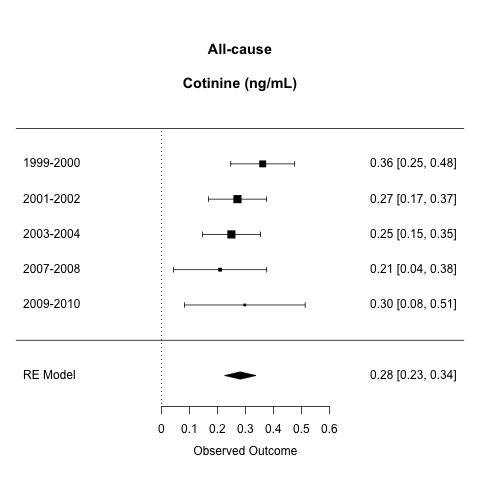 All-cause
Cotinine (ng/mL)
1999-2000 0.36 [0.25, 0.48]
2001-2002 0.27 [0.17, 0.37]
2003-2004 0.25 [0.15, 0.35]
2007-2008 0.21 [0.04, 0.38]
2009-2010 0.30 [0.08, 0.51]
RE Model 0.28 [0.23, 0.34]
0 0.1 0.2 0.3 0.4 0.5 0.6
Observed Outcome